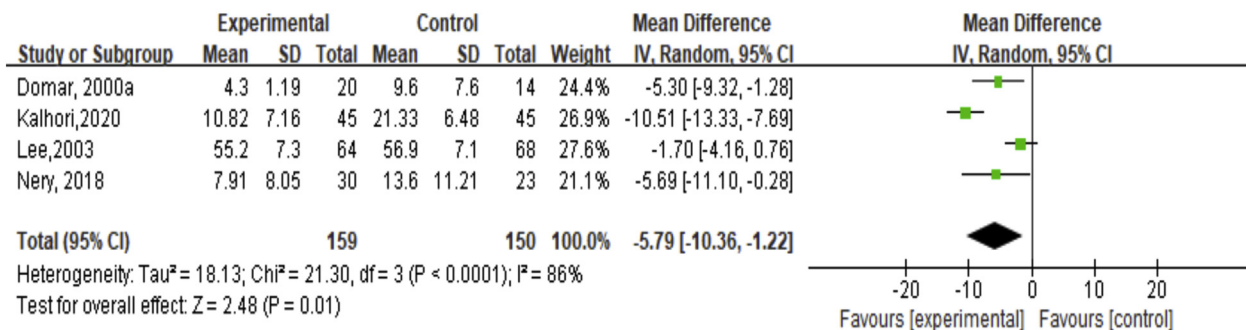 Experimental Control Mean Difference Mean Difference
Study or Subgroup Mean SD Total Mean SD Total Weight IV, Random, 95% CI IV, Random, 95% CI
Domar, 2000a 4.3 1.19 20 9.6 7.6 14 24.4% -5.30 [-9.32, -1.28]
Kalhori,2020 10.82 7.16 45 21.33 6.48 45 26.9% -10.51 [-13.33, -7.69]
Lee,2003 55.2 7.3 64 56.9 7.1 68 27.6% -1.70 [-4.16, 0.76]
Nery, 2018 7.91 8.05 30 13.6 11.21 23 21.1% -5.69 [-11.10, -0.28]
Total (95% CI) 159 150 100.0% -5.79 [-10.36, -1.22]
Heterogeneity: Tau² = 18.13; Chi² = 21.30, df = 3 (P < 0.0001); I² = 86%
Test for overall effect: Z = 2.48 (P = 0.01)
-20 -10 0 10 20
Favours [experimental] Favours [control]